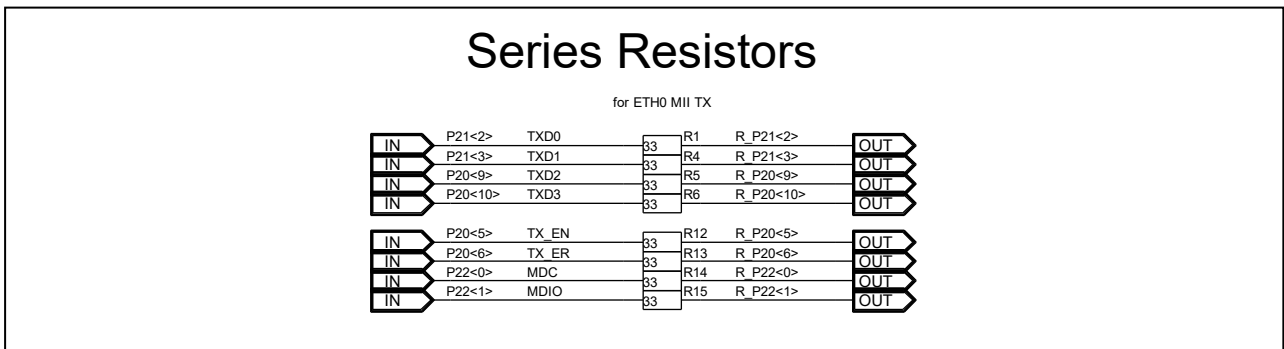 Series Resistors
for ETH0 MII TX
IN P21<2> TXD0 33 R1 R_P21<2> OUT
IN P21<3> TXD1 33 R4 R_P21<3> OUT
IN P20<9> TXD2 33 R5 R_P20<9> OUT
IN P20<10> TXD3 33 R6 R_P20<10> OUT
IN P20<5> TX_EN 33 R12 R_P20<5> OUT
IN P20<6> TX_ER 33 R13 R_P20<6> OUT
IN P22<0> MDC 33 R14 R_P22<0> OUT
IN P22<1> MDIO 33 R15 R_P22<1> OUT